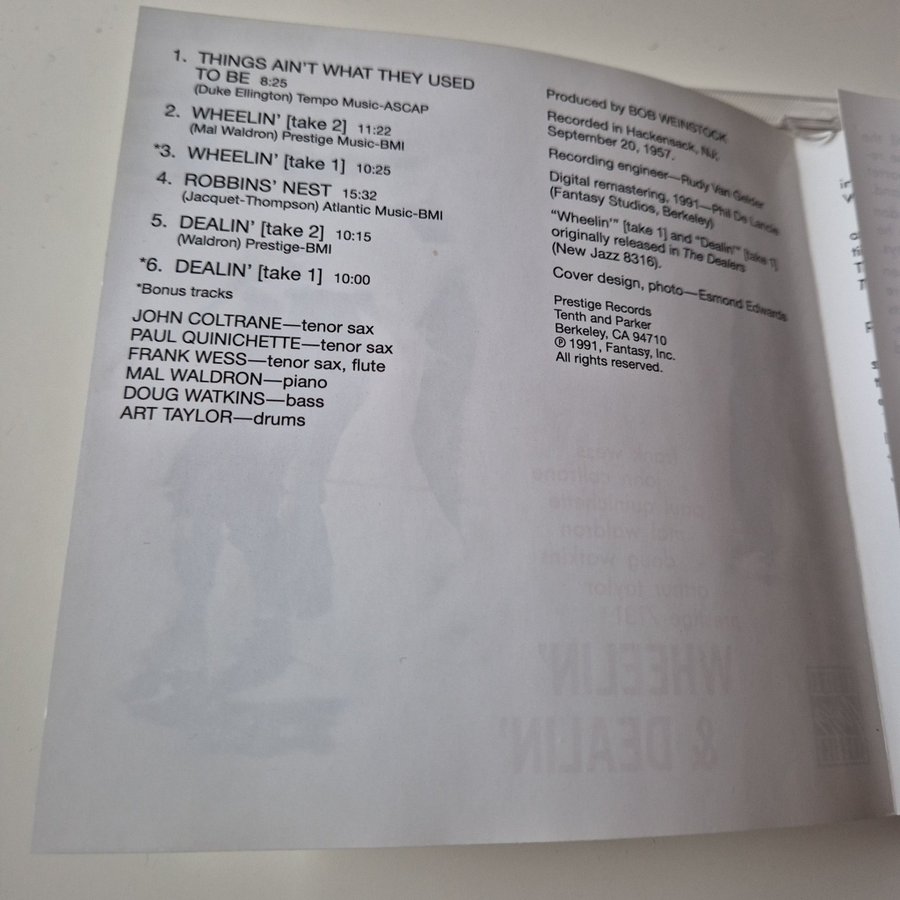 1. THINGS AIN'T WHAT THEY USED
TO BE 8:25
(Duke Ellington) Tempo Music-ASCAP
2. WHEELIN' [take 2] 11:22
(Mal Waldron) Prestige Music-BMI
*3. WHEELIN' [take 1] 10:25
4. ROBBINS' NEST 15:32
(Jacquet-Thompson) Atlantic Music-BMI
5. DEALIN' [take 2] 10:15
(Waldron) Prestige-BMI
*6. DEALIN' [take 1] 10:00
*Bonus tracks
JOHN COLTRANE—tenor sax
PAUL QUINICHETTE—tenor sax
FRANK WESS—tenor sax, flute
MAL WALDRON—piano
DOUG WATKINS—bass
ART TAYLOR—drums
Produced by BOB WEINSTOCK
Recorded in Hackensack, NJ;
September 20, 1957.
Recording engineer—Rudy Van Gelder
Digital remastering, 1991—Phil De Lancie
(Fantasy Studios, Berkeley)
"Wheelin'" [take 1] and "Dealin'" [take 1]
originally released in The Dealers
(New Jazz 8316).
Cover design, photo—Esmond Edwards
Prestige Records
Tenth and Parker
Berkeley, CA 94710
℗ 1991, Fantasy, Inc.
All rights reserved.
frank wess
john coltrane
paul quinichette
mal waldron
doug watkins
arthur taylor
WHEELIN'
& DEALIN'